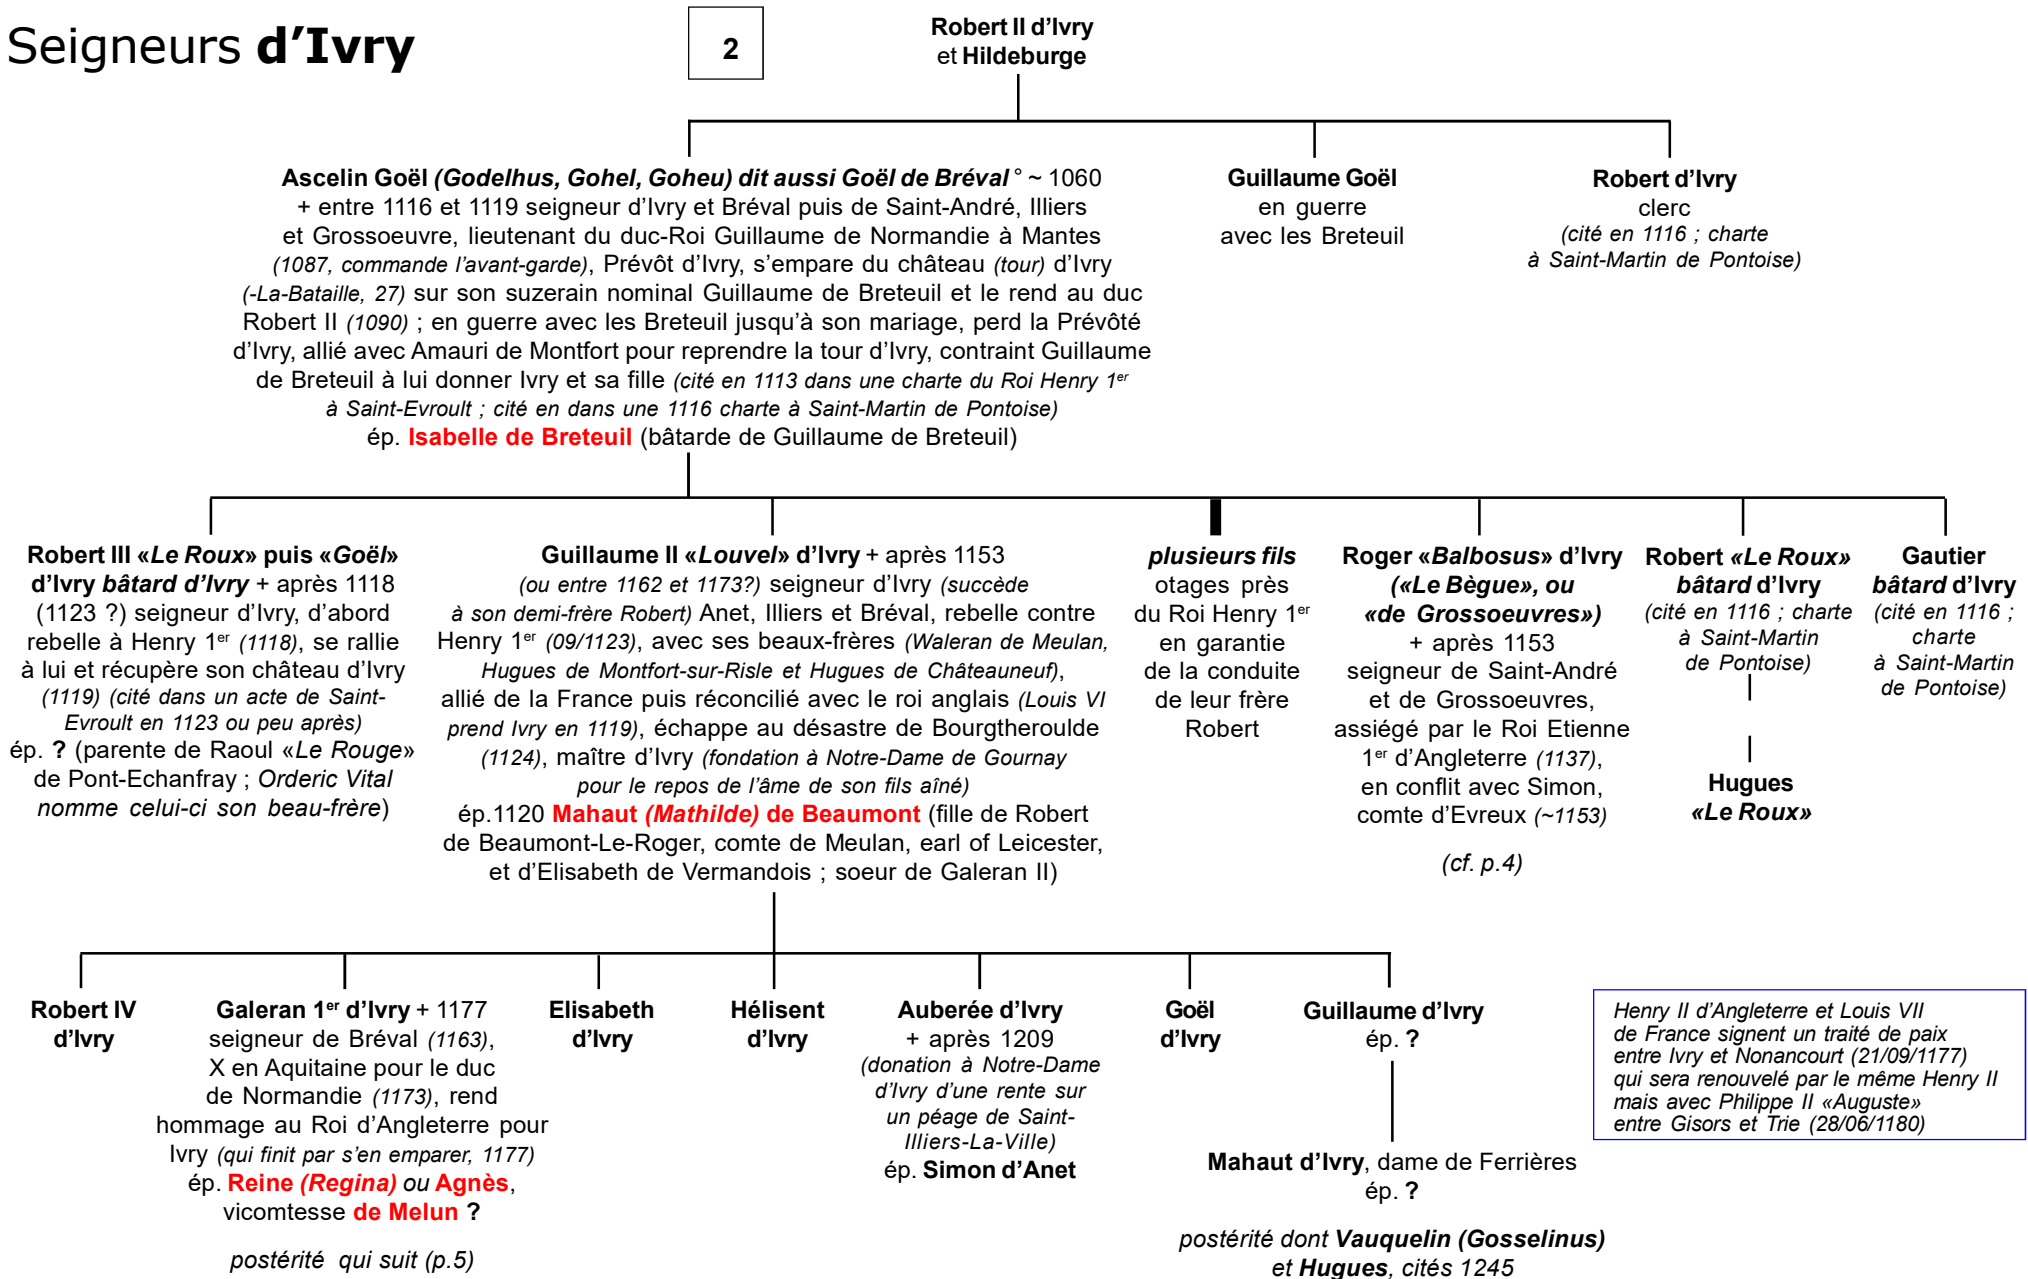 Seigneurs d'Ivry
2
Robert II d'Ivry
et Hildeburge
Ascelin Goël (Godelhus, Gohel, Goheu) dit aussi Goël de Bréval ° ~ 1060
+ entre 1116 et 1119 seigneur d'Ivry et Bréval puis de Saint-André, Illiers
et Grossoeuvre, lieutenant du duc-Roi Guillaume de Normandie à Mantes
(1087, commande l'avant-garde), Prévôt d'Ivry, s'empare du château (tour) d'Ivry
(-La-Bataille, 27) sur son suzerain nominal Guillaume de Breteuil et le rend au duc
Robert II (1090) ; en guerre avec les Breteuil jusqu'à son mariage, perd la Prévôté
d'Ivry, allié avec Amauri de Montfort pour reprendre la tour d'Ivry, contraint Guillaume
de Breteuil à lui donner Ivry et sa fille (cité en 1113 dans une charte du Roi Henry 1er
à Saint-Evroult ; cité en dans une 1116 charte à Saint-Martin de Pontoise)
ép. Isabelle de Breteuil (bâtarde de Guillaume de Breteuil)
Guillaume Goël
en guerre
avec les Breteuil
Robert d'Ivry
clerc
(cité en 1116 ; charte
à Saint-Martin de Pontoise)
Robert III «Le Roux» puis «Goël»
d'Ivry bâtard d'Ivry + après 1118
(1123 ?) seigneur d'Ivry, d'abord
rebelle à Henry 1er (1118), se rallie
à lui et récupère son château d'Ivry
(1119) (cité dans un acte de Saint-
Evroult en 1123 ou peu après)
ép. ? (parente de Raoul «Le Rouge»
de Pont-Echanfray ; Orderic Vital
nomme celui-ci son beau-frère)
Guillaume II «Louvel» d'Ivry + après 1153
(ou entre 1162 et 1173?) seigneur d'Ivry (succède
à son demi-frère Robert) Anet, Illiers et Bréval, rebelle contre
Henry 1er (09/1123), avec ses beaux-frères (Waleran de Meulan,
Hugues de Montfort-sur-Risle et Hugues de Châteauneuf),
allié de la France puis réconcilié avec le roi anglais (Louis VI
prend Ivry en 1119), échappe au désastre de Bourgtheroulde
(1124), maître d'Ivry (fondation à Notre-Dame de Gournay
pour le repos de l'âme de son fils aîné)
ép.1120 Mahaut (Mathilde) de Beaumont (fille de Robert
de Beaumont-Le-Roger, comte de Meulan, earl of Leicester,
et d'Elisabeth de Vermandois ; soeur de Galeran II)
plusieurs fils
otages près
du Roi Henry 1er
en garantie
de la conduite
de leur frère
Robert
Roger «Balbosus» d'Ivry
(«Le Bègue», ou
«de Grossoeuvres»)
+ après 1153
seigneur de Saint-André
et de Grossoeuvres,
assiégé par le Roi Etienne
1er d'Angleterre (1137),
en conflit avec Simon,
comte d'Evreux (~1153)
(cf. p.4)
Robert «Le Roux»
bâtard d'Ivry
(cité en 1116 ; charte
à Saint-Martin
de Pontoise)
Hugues
«Le Roux»
Gautier
bâtard d'Ivry
(cité en 1116 ;
charte
à Saint-Martin
de Pontoise)
Robert IV
d'Ivry
Galeran 1er d'Ivry + 1177
seigneur de Bréval (1163),
X en Aquitaine pour le duc
de Normandie (1173), rend
hommage au Roi d'Angleterre pour
Ivry (qui finit par s'en emparer, 1177)
ép. Reine (Regina) ou Agnès,
vicomtesse de Melun ?
postérité qui suit (p.5)
Elisabeth
d'Ivry
Hélisent
d'Ivry
Auberée d'Ivry
+ après 1209
(donation à Notre-Dame
d'Ivry d'une rente sur
un péage de Saint-
Illiers-La-Ville)
ép. Simon d'Anet
Goël
d'Ivry
Guillaume d'Ivry
ép. ?
Mahaut d'Ivry, dame de Ferrières
ép. ?
postérité dont Vauquelin (Gosselinus)
et Hugues, cités 1245
Henry II d'Angleterre et Louis VII
de France signent un traité de paix
entre Ivry et Nonancourt (21/09/1177)
qui sera renouvelé par le même Henry II
mais avec Philippe II «Auguste»
entre Gisors et Trie (28/06/1180)